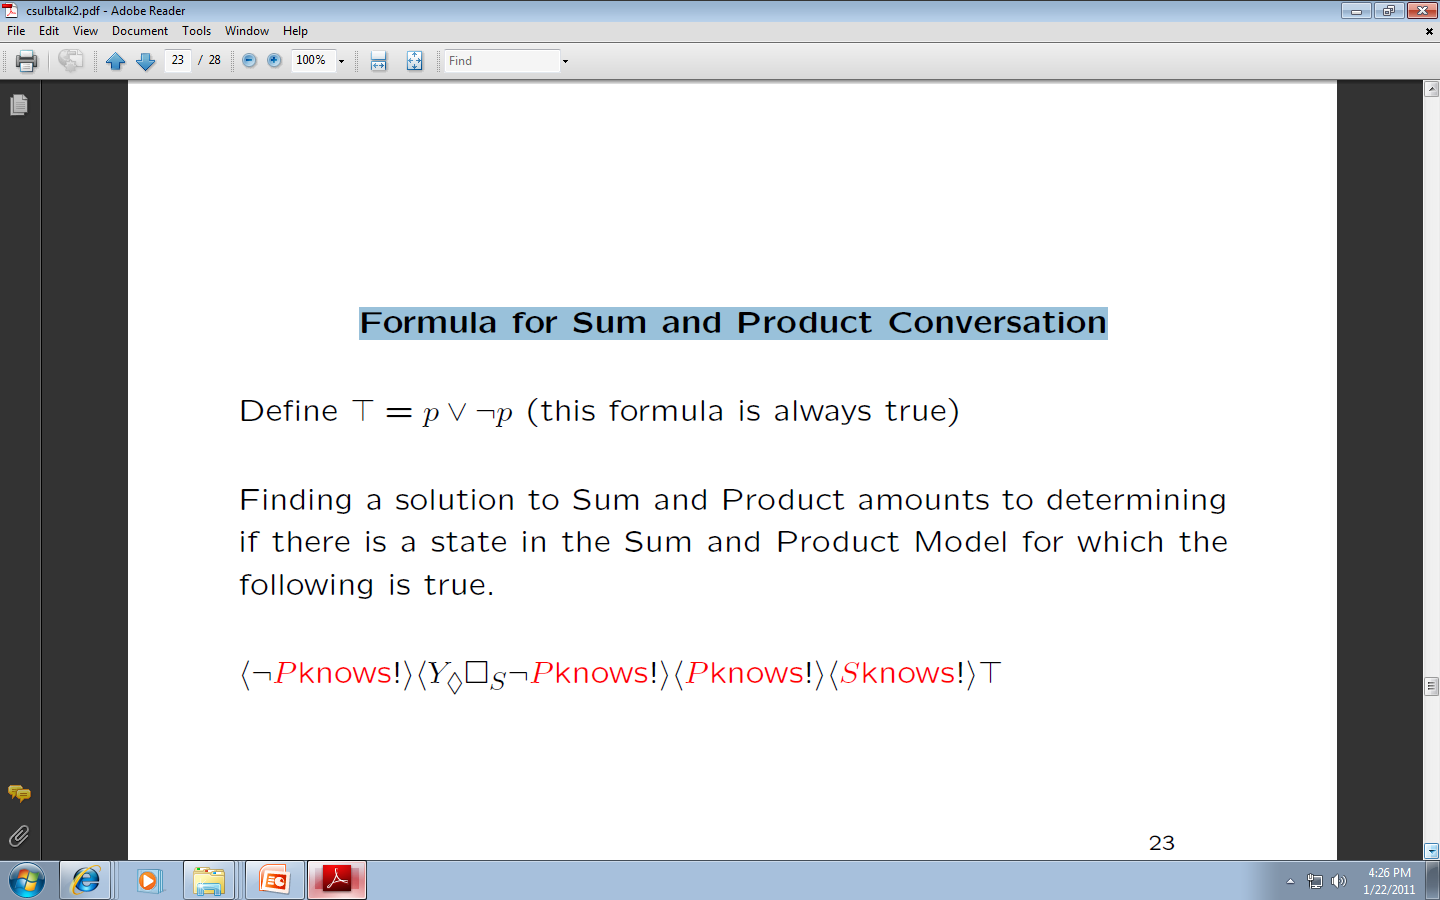 csulbtalk2.pdf - Adobe Reader
File Edit View Document Tools Window Help
23 / 28 100% Find
Formula for Sum and Product Conversation
Define ⊤ = p ∨ ¬p (this formula is always true)
Finding a solution to Sum and Product amounts to determining
if there is a state in the Sum and Product Model for which the
following is true.
⟨¬Pknows!⟩⟨Y◊□S¬Pknows!⟩⟨Pknows!⟩⟨Sknows!⟩⊤
23
4:26 PM
1/22/2011